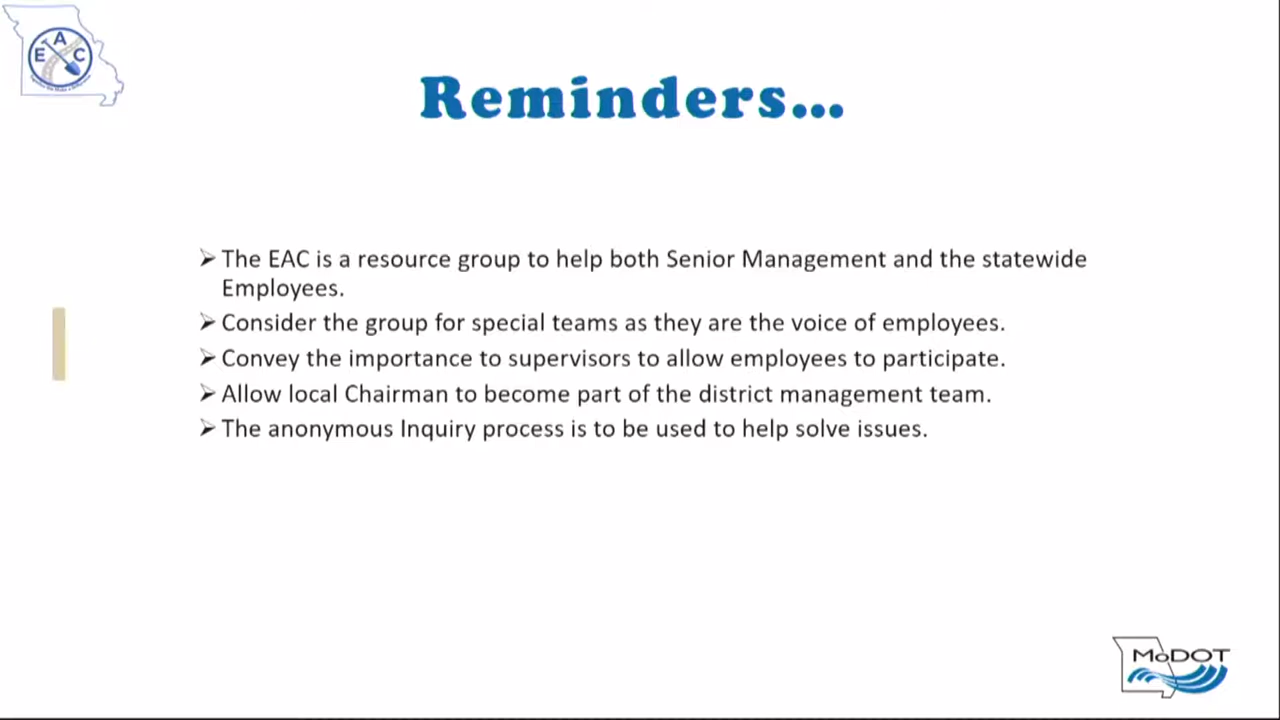 E A C
Reminders...
The EAC is a resource group to help both Senior Management and the statewide
Employees.
Consider the group for special teams as they are the voice of employees.
Convey the importance to supervisors to allow employees to participate.
Allow local Chairman to become part of the district management team.
The anonymous Inquiry process is to be used to help solve issues.
MoDOT